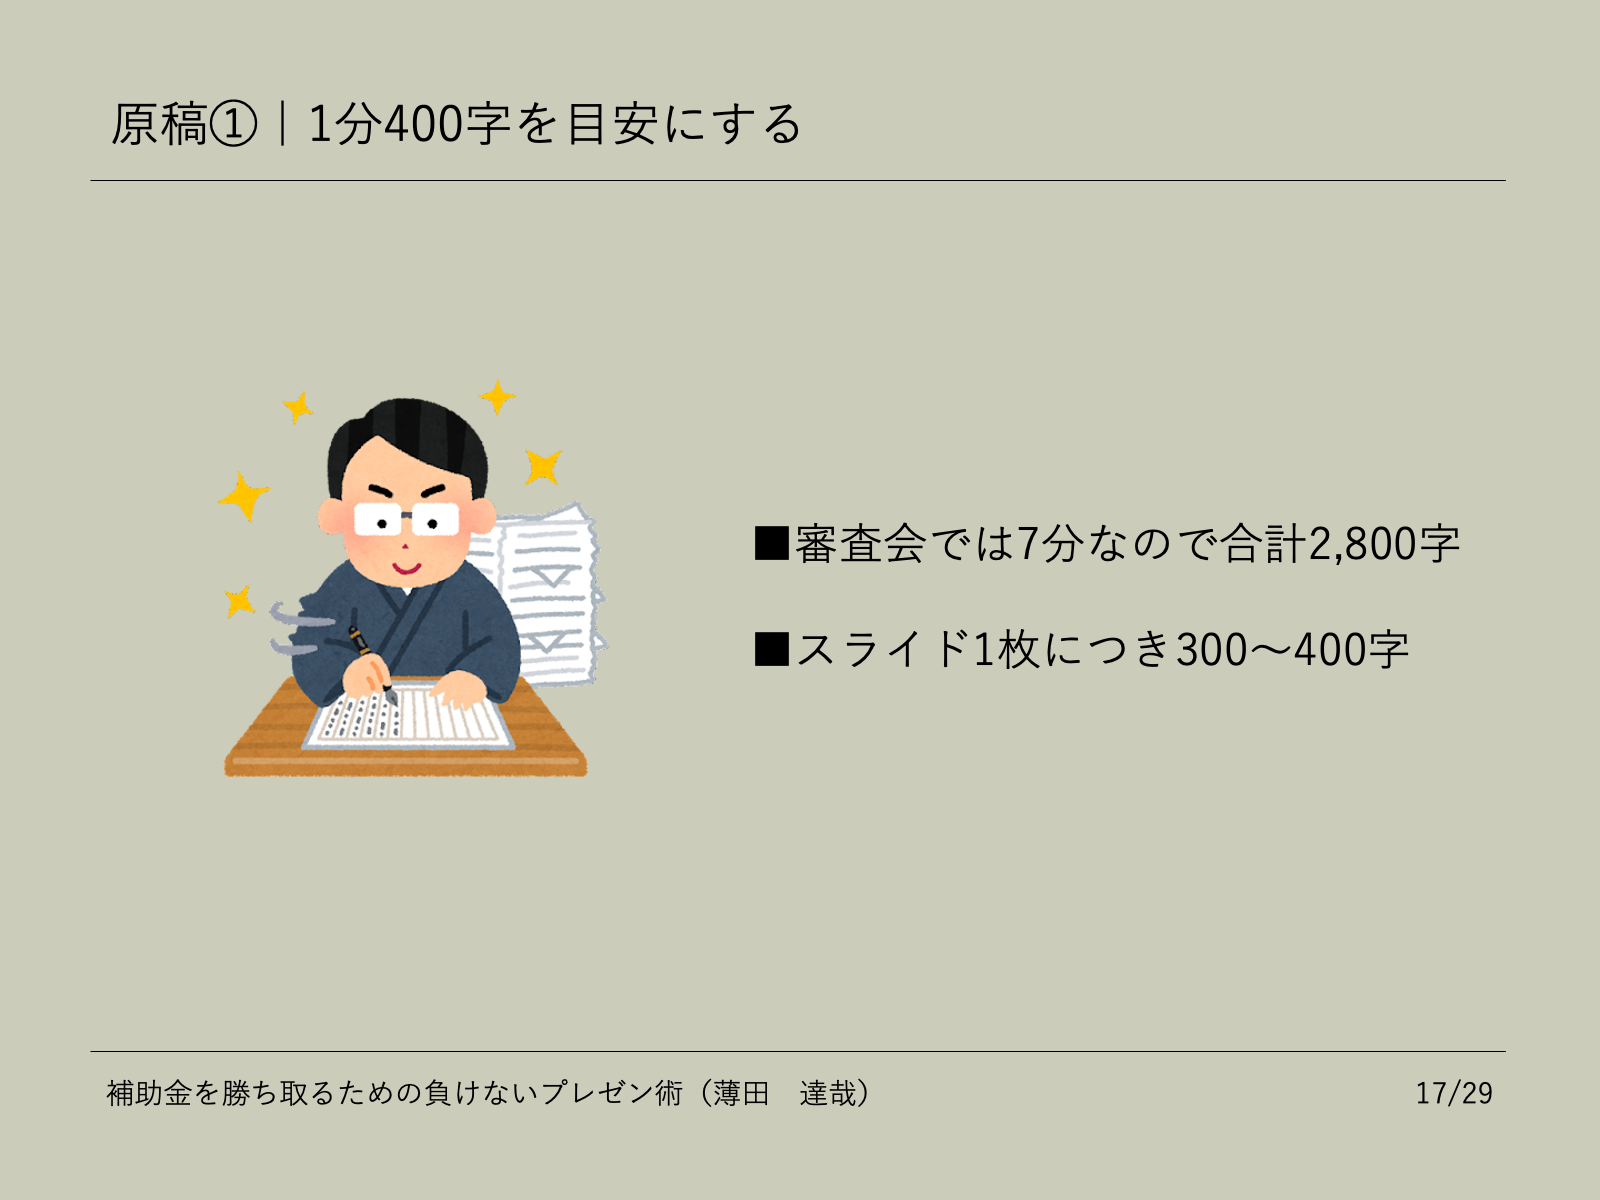 原稿①｜1分400字を目安にする
■審査会では7分なので合計2,800字
■スライド1枚につき300～400字
補助金を勝ち取るための負けないプレゼン術（薄田　達哉）
17/29